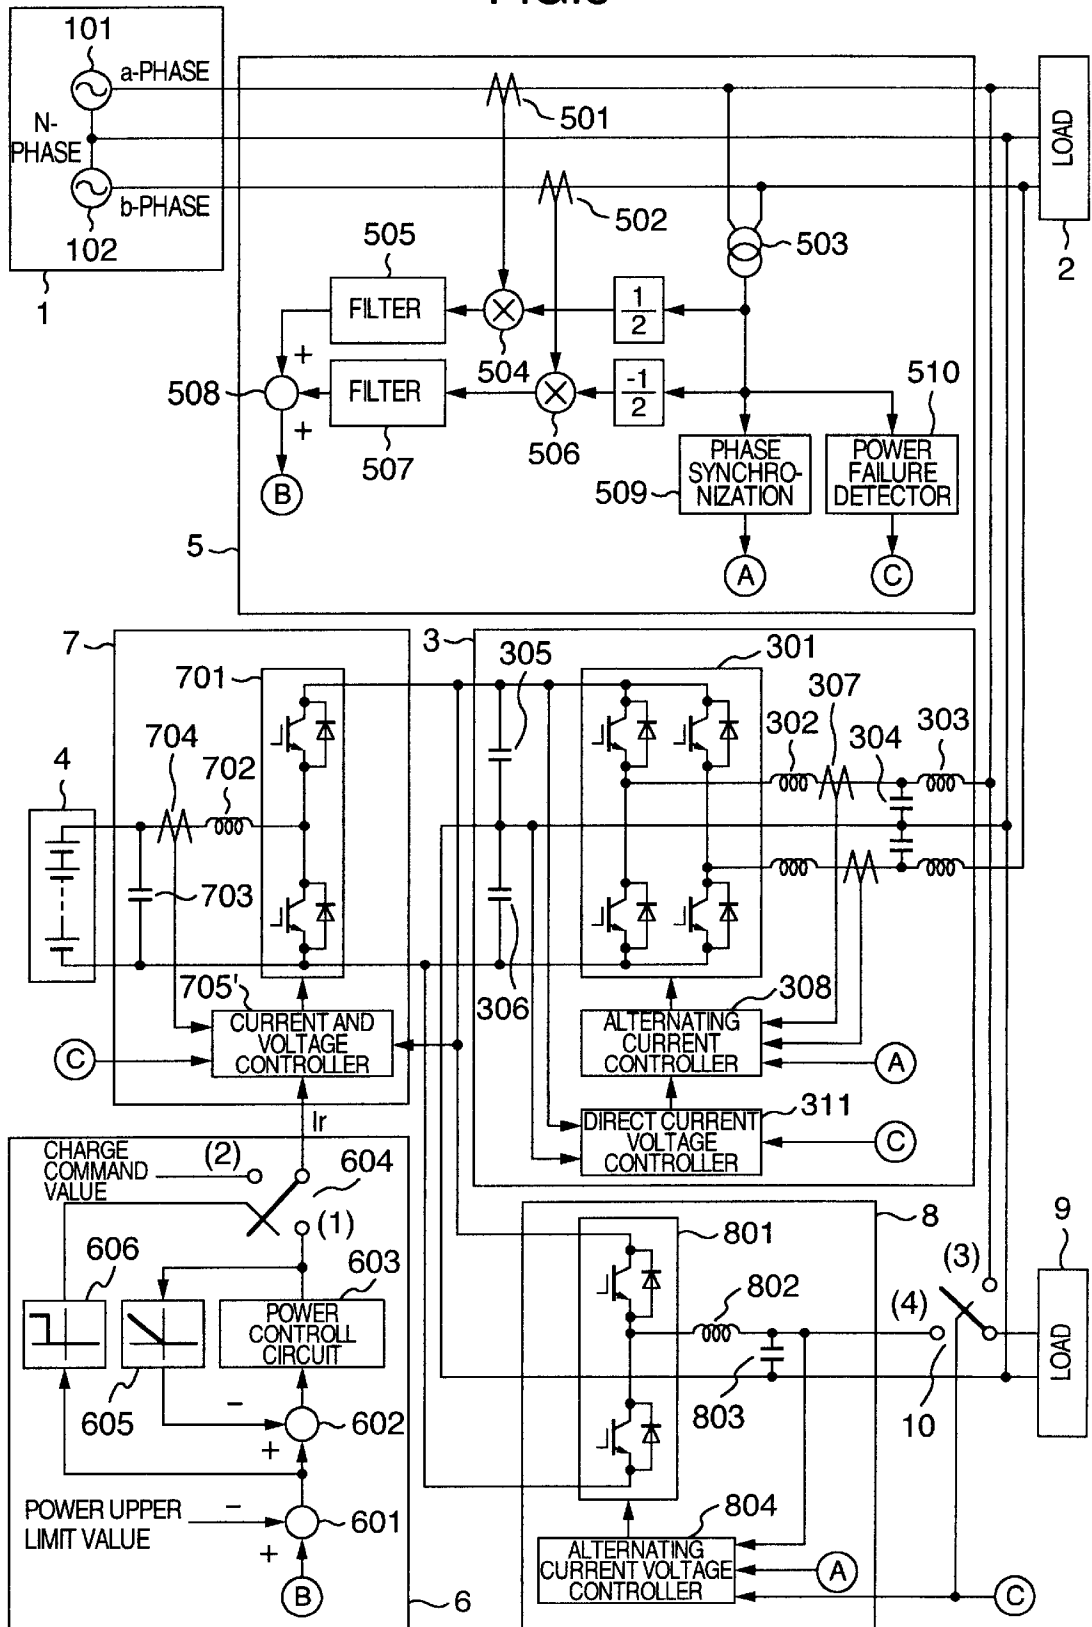 101
a-PHASE
N-
PHASE
b-PHASE
102
1
501
502
503
LOAD
2
505
FILTER
504
1
2
508
+
+
FILTER
507
506
-1
2
510
PHASE
SYNCHRO-
NIZATION
509
POWER
FAILURE
DETECTOR
B
A
C
5
7
701
704
702
4
703
705'
CURRENT AND
VOLTAGE
CONTROLLER
C
Ir
3
305
301
307
302
304
303
306
308
ALTERNATING
CURRENT
CONTROLLER
A
311
DIRECT CURRENT
VOLTAGE
CONTROLLER
C
CHARGE
COMMAND
VALUE
(2)
604
(1)
606
603
POWER
CONTROLL
CIRCUIT
605
−
602
+
POWER UPPER
LIMIT VALUE
−
601
+
B
6
801
8
802
803
(3)
(4)
10
9
LOAD
804
ALTERNATING
CURRENT VOLTAGE
CONTROLLER
A
C